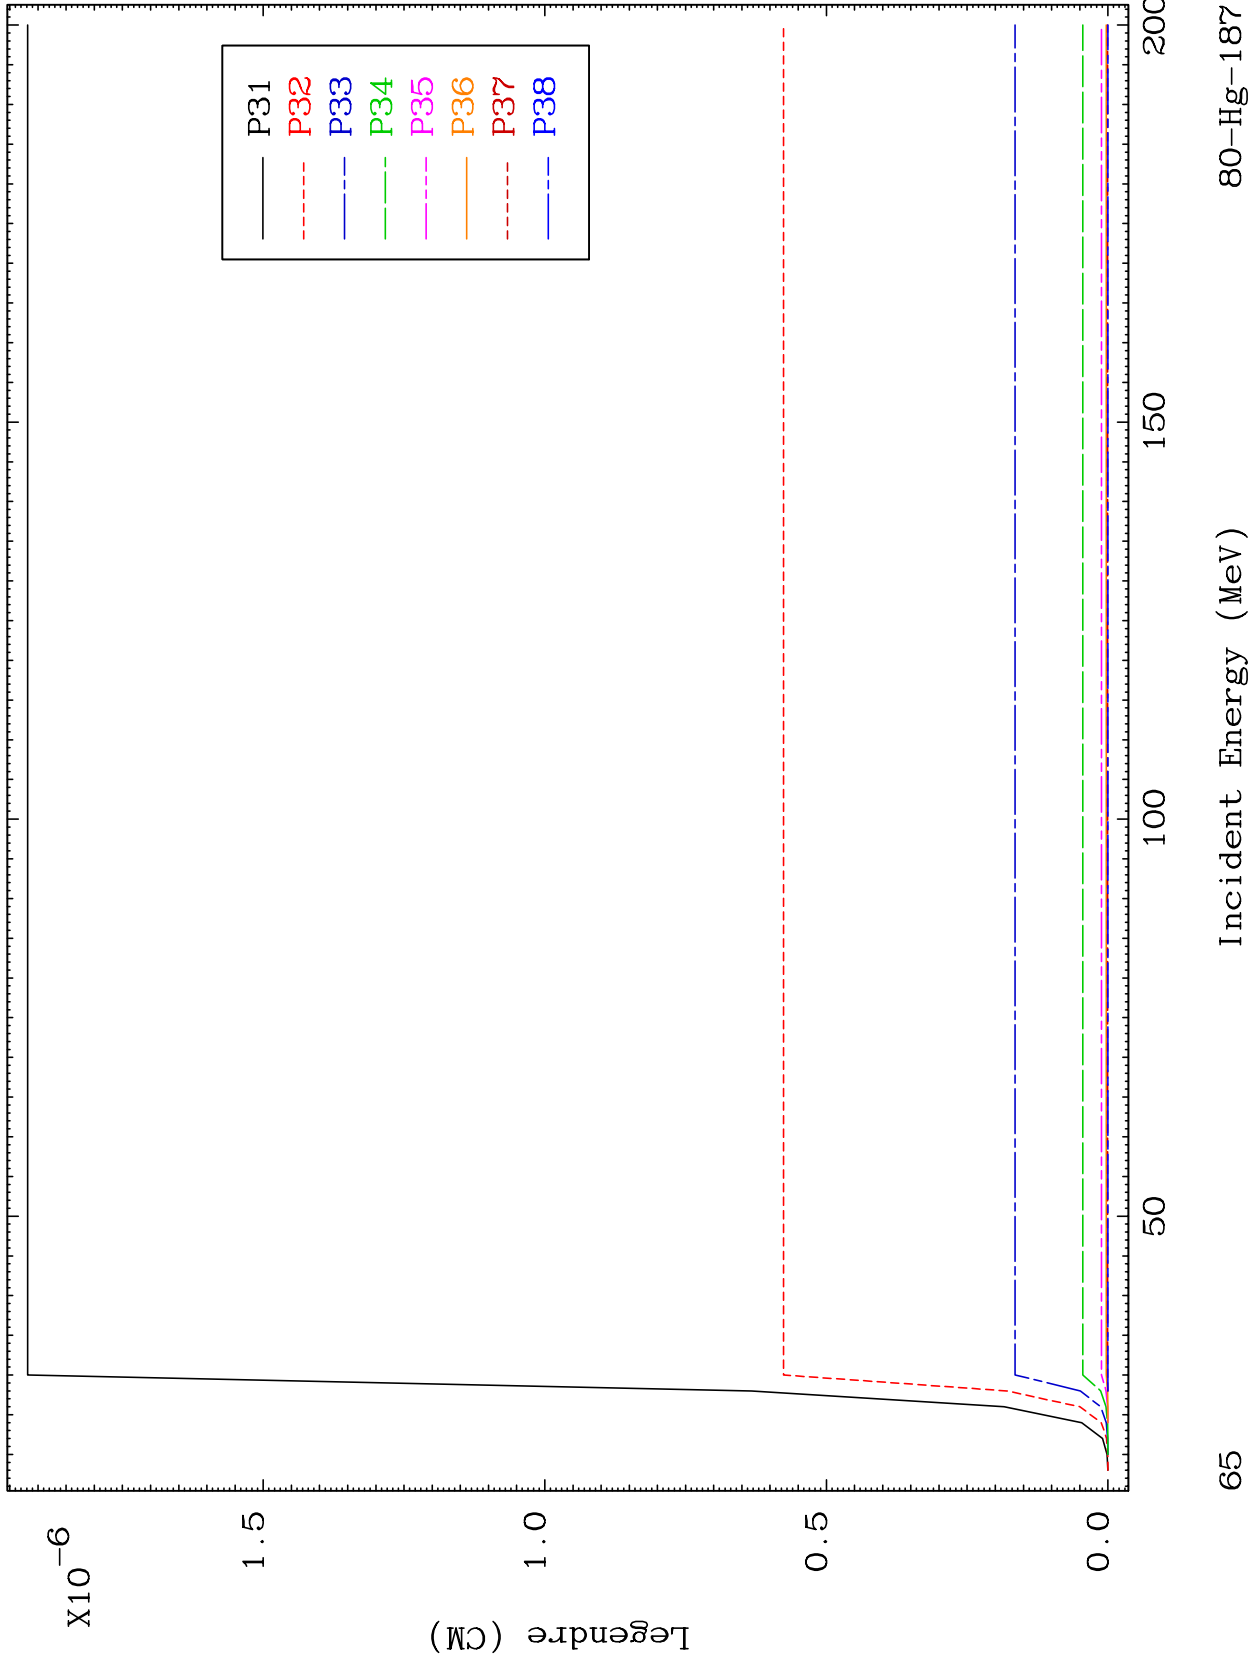 X10-6
1.5
1.0
0.5
0.0
Legendre (CM)
P31
P32
P33
P34
P35
P36
P37
P38
50
100
150
200
Incident Energy (MeV)
65
80-Hg-187